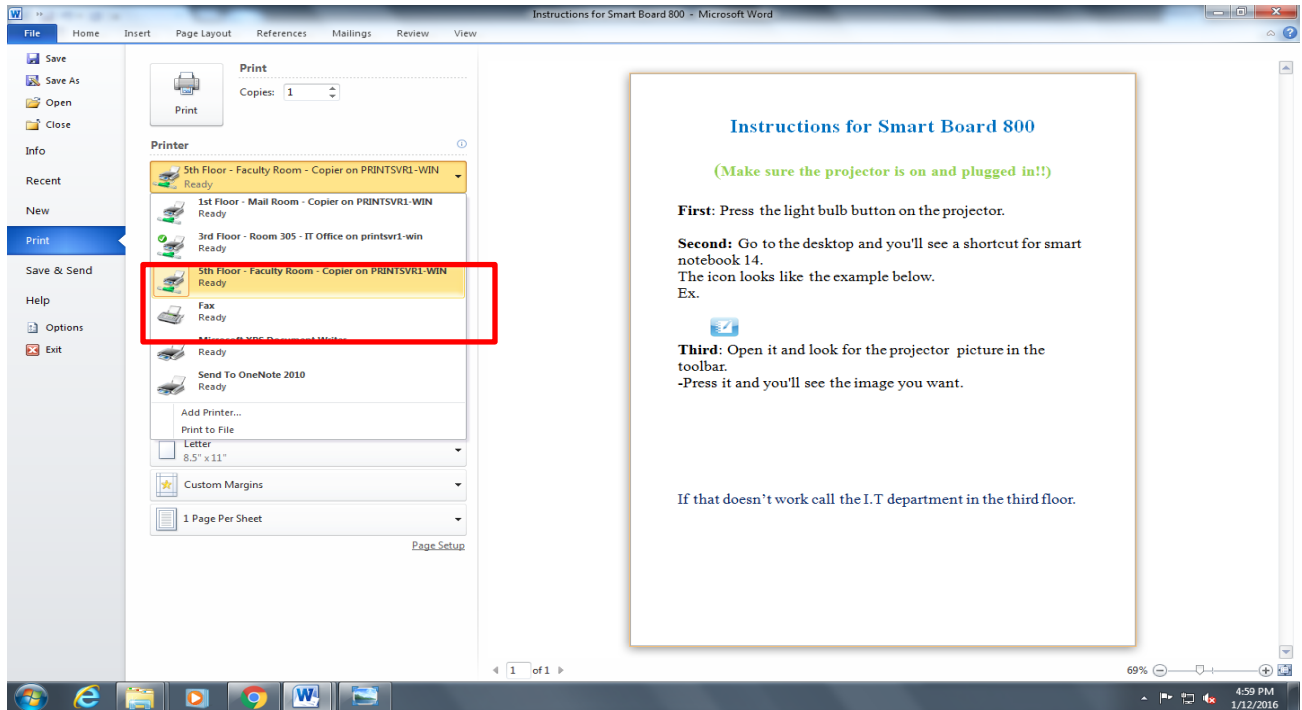 Instructions for Smart Board 800 - Microsoft Word
File Home Insert Page Layout References Mailings Review View
Save
Save As
Open
Close
Info
Recent
New
Print
Save & Send
Help
Options
Exit
Print
Copies: 1
Print
Printer
5th Floor - Faculty Room - Copier on PRINTSVR1-WIN
Ready
1st Floor - Mail Room - Copier on PRINTSVR1-WIN
Ready
3rd Floor - Room 305 - IT Office on printsvr1-win
Ready
5th Floor - Faculty Room - Copier on PRINTSVR1-WIN
Ready
Fax
Ready
Microsoft XPS Document Writer
Ready
Send To OneNote 2010
Ready
Add Printer...
Print to File
Letter
8.5" x 11"
Custom Margins
1 Page Per Sheet
Page Setup
Instructions for Smart Board 800
(Make sure the projector is on and plugged in!!)
First: Press the light bulb button on the projector.
Second: Go to the desktop and you'll see a shortcut for smart
notebook 14.
The icon looks like the example below.
Ex.
Third: Open it and look for the projector picture in the
toolbar.
-Press it and you'll see the image you want.
If that doesn't work call the I.T department in the third floor.
1 of 1
69%
4:59 PM
1/12/2016